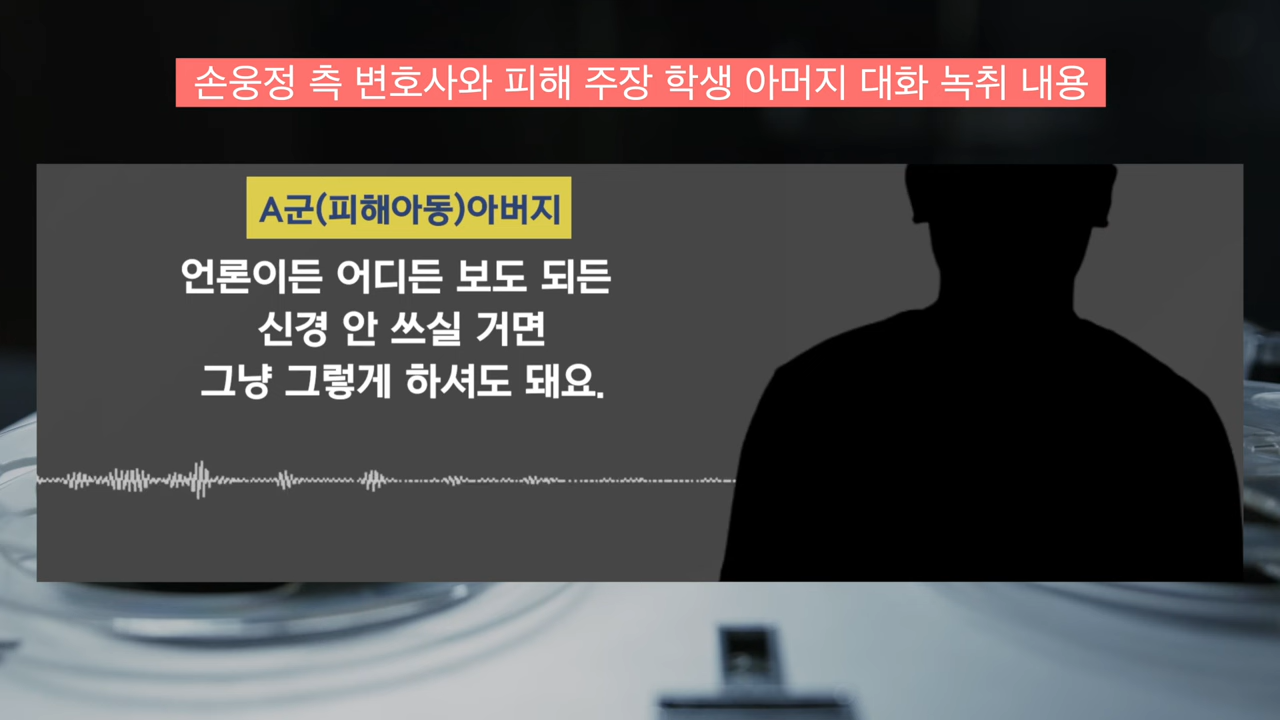 손웅정 측 변호사와 피해 주장 학생 아머지 대화 녹취 내용
A군(피해아동)아버지
언론이든 어디든 보도 되든
신경 안 쓰실 거면
그냥 그렇게 하셔도 돼요.